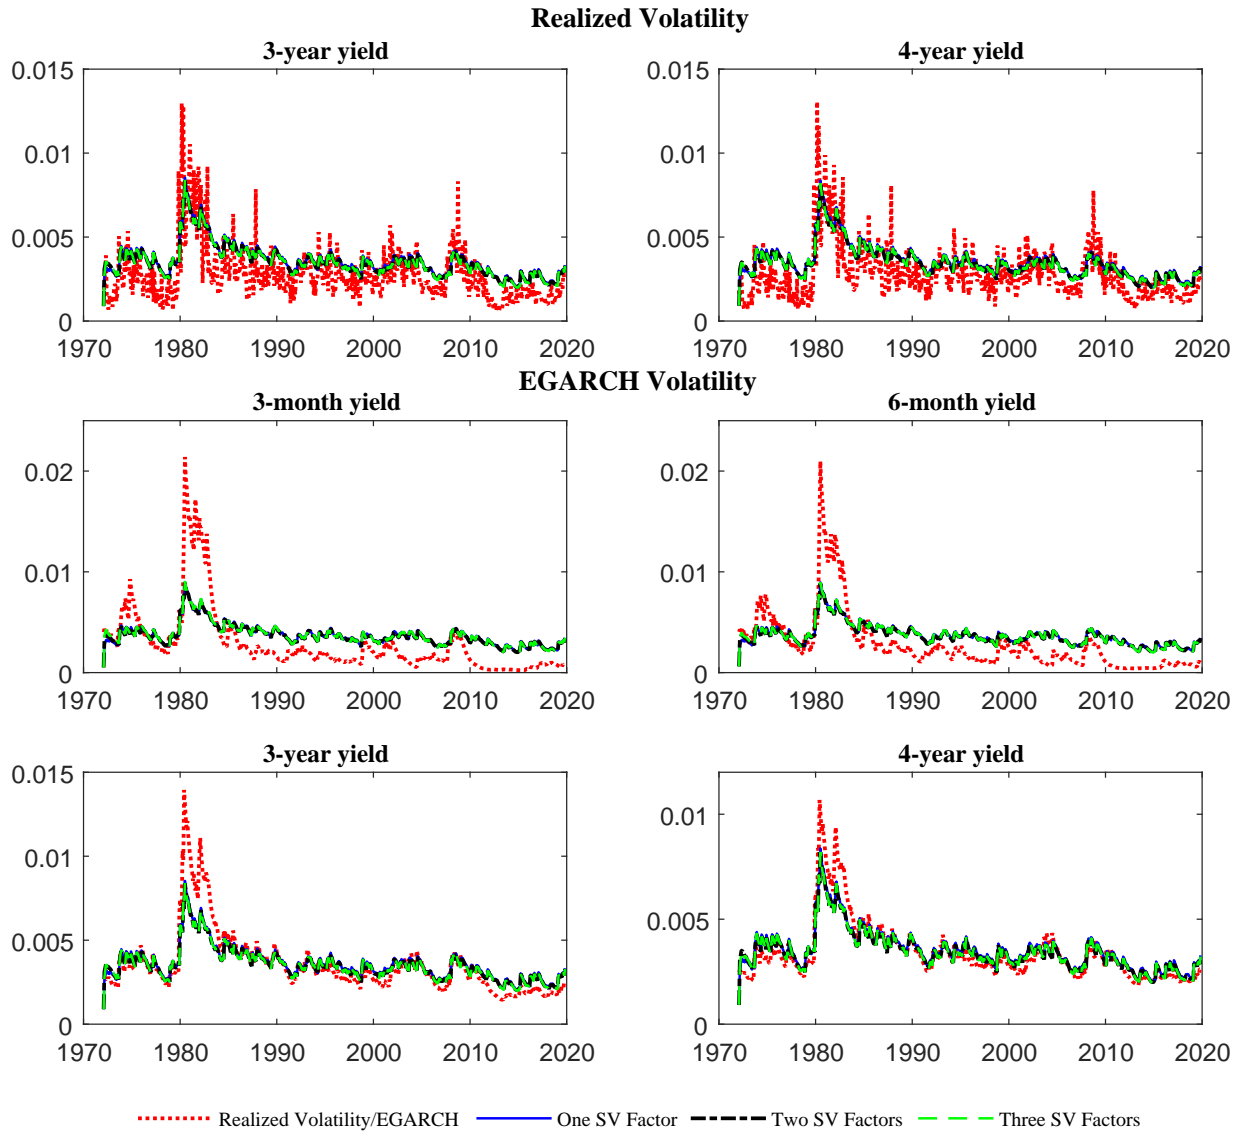 Realized Volatility
3-year yield
4-year yield
0.015
0.01
0.005
0
1970 1980 1990 2000 2010 2020
0.015
0.01
0.005
0
1970 1980 1990 2000 2010 2020
EGARCH Volatility
3-month yield
6-month yield
0.02
0.01
0
1970 1980 1990 2000 2010 2020
0.02
0.01
0
1970 1980 1990 2000 2010 2020
3-year yield
4-year yield
0.015
0.01
0.005
0
1970 1980 1990 2000 2010 2020
0.01
0.005
0
1970 1980 1990 2000 2010 2020
Realized Volatility/EGARCH One SV Factor Two SV Factors Three SV Factors